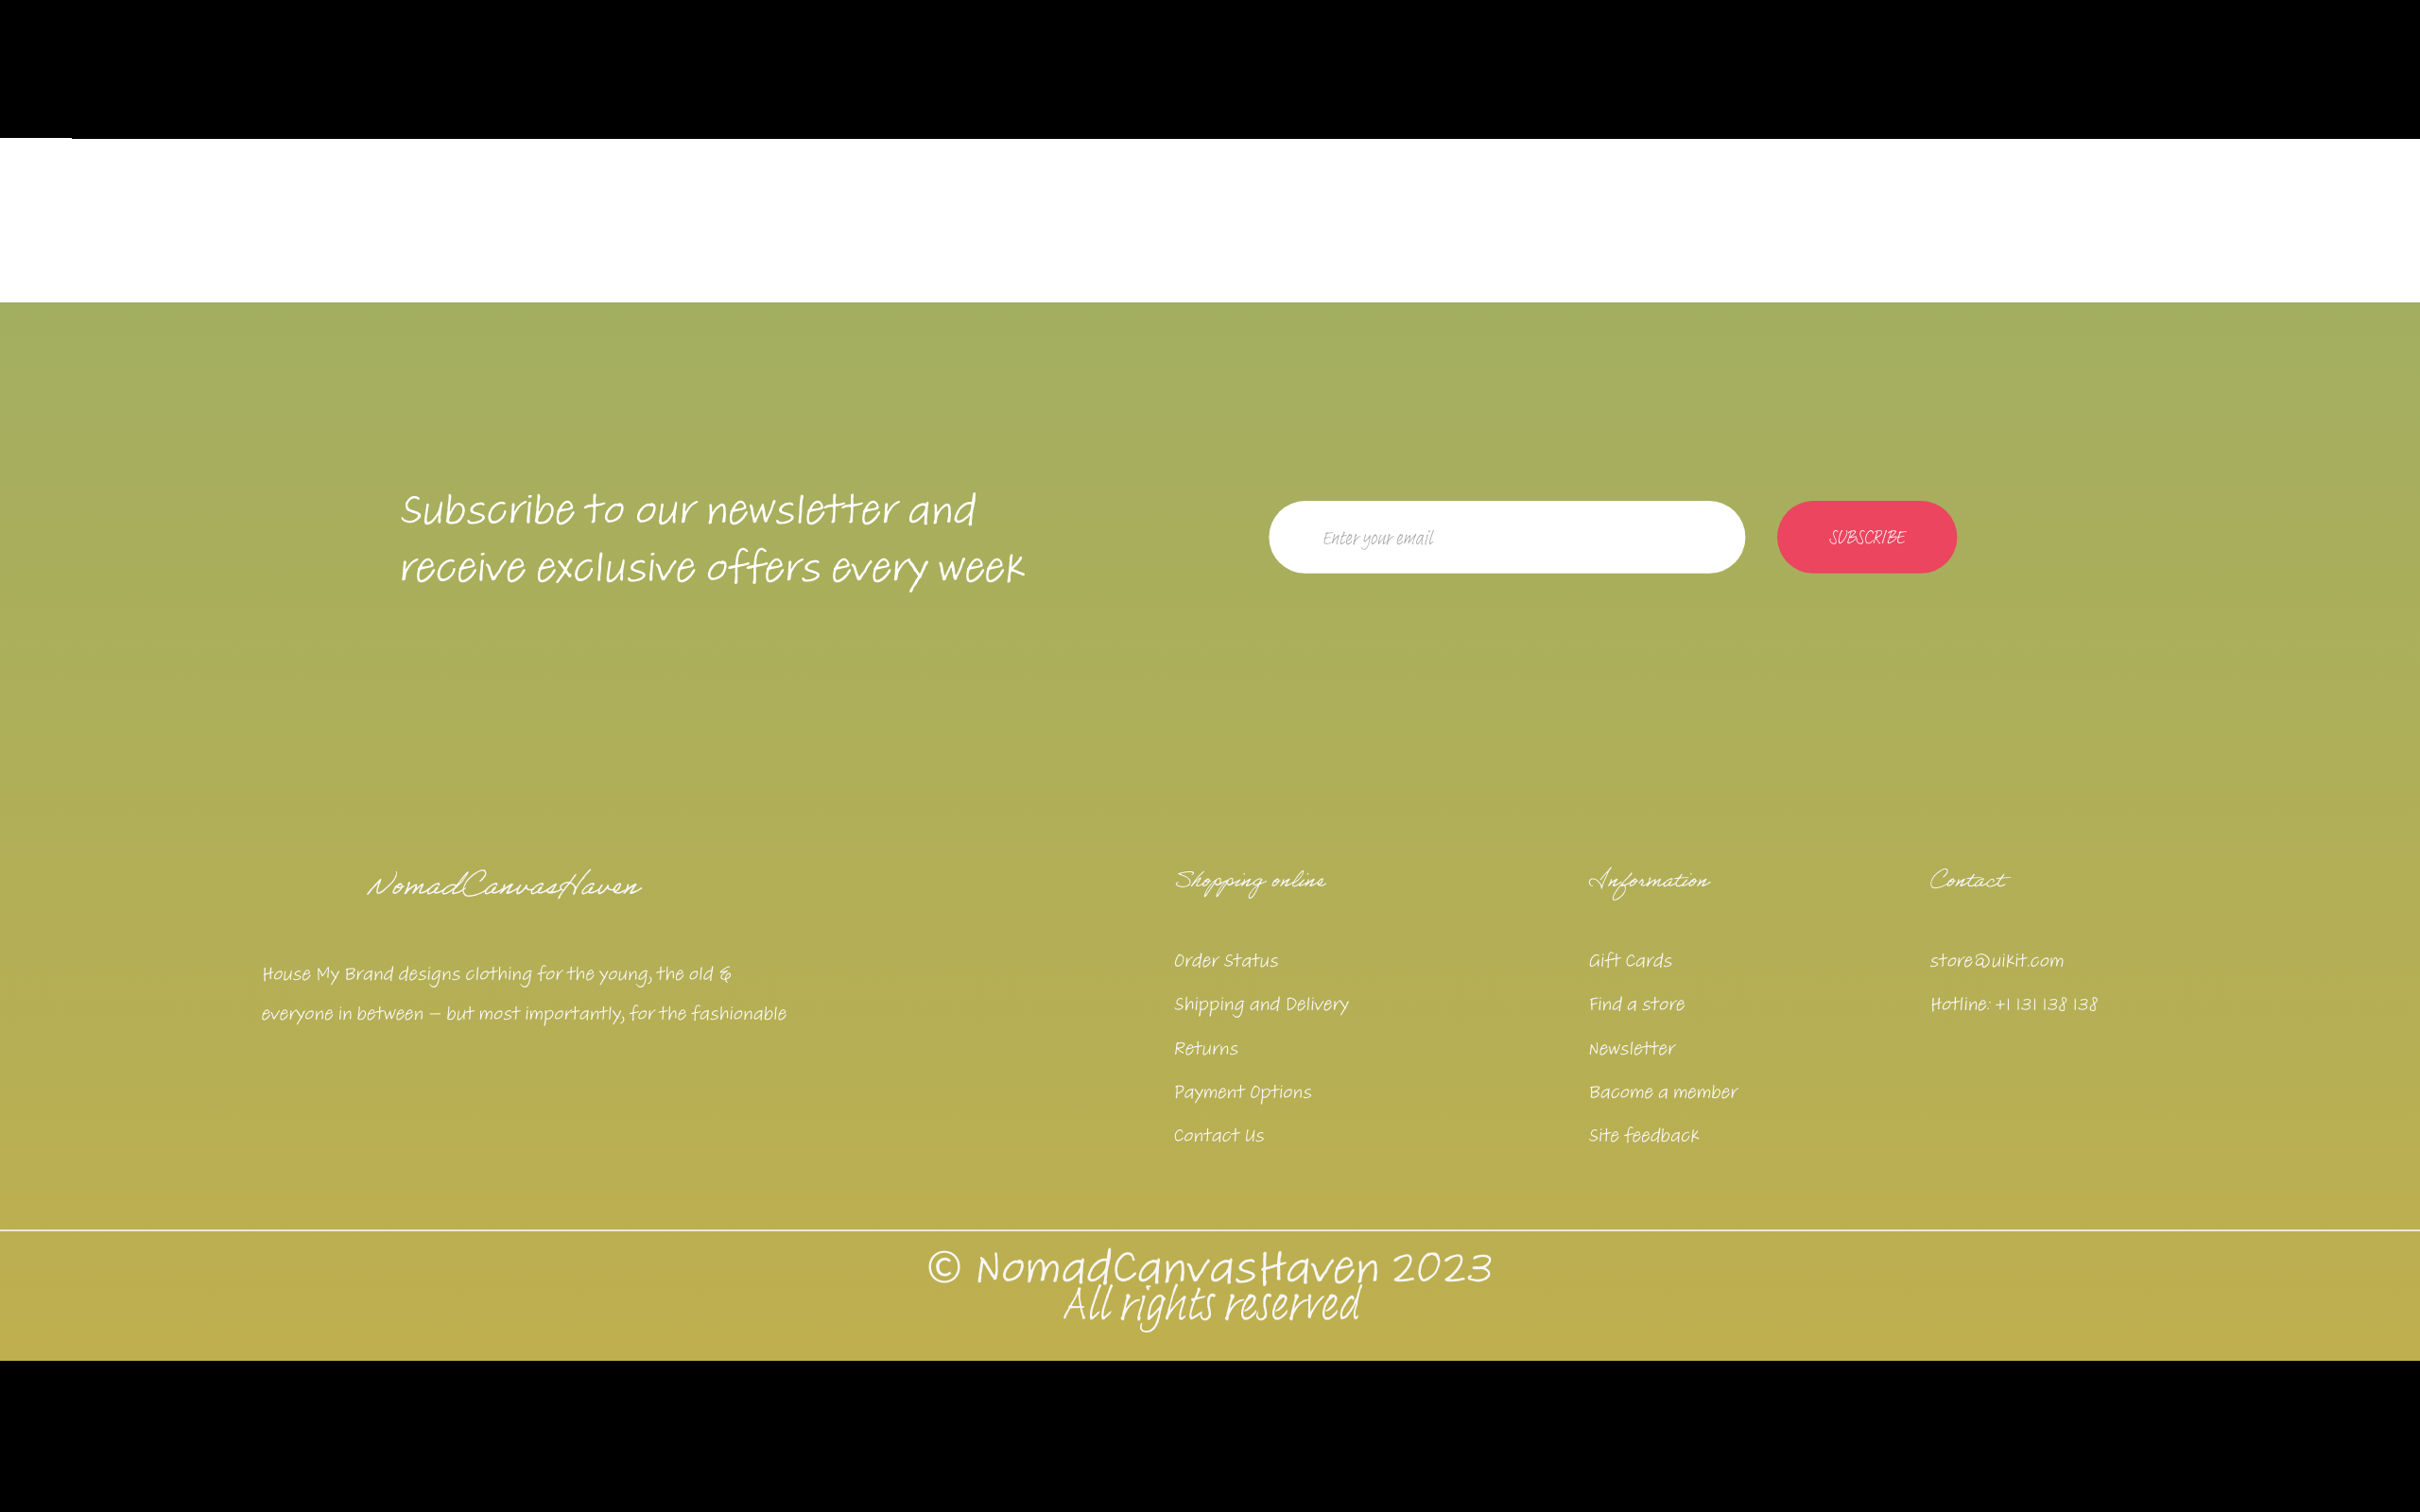 Subscribe to our newsletter and
receive exclusive offers every week
Enter your email
SUBSCRIBE
NomadCanvasHaven
House My Brand designs clothing for the young, the old &
everyone in between – but most importantly, for the fashionable
Shopping online
Order Status
Shipping and Delivery
Returns
Payment Options
Contact Us
Information
Gift Cards
Find a store
Newsletter
Bacome a member
Site feedback
Contact
store@uikit.com
Hotline: +1 131 138 138
© NomadCanvasHaven 2023
All rights reserved